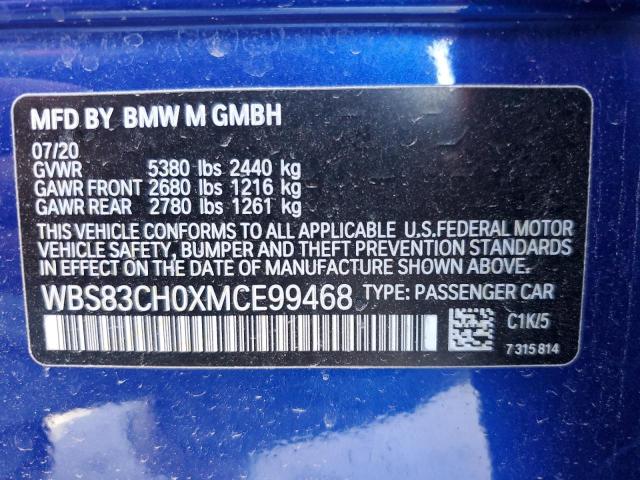 MFD BY BMW M GMBH
07/20
GVWR 5380 lbs 2440 kg
GAWR FRONT 2680 lbs 1216 kg
GAWR REAR 2780 lbs 1261 kg
THIS VEHICLE CONFORMS TO ALL APPLICABLE U.S.FEDERAL MOTOR
VEHICLE SAFETY, BUMPER AND THEFT PREVENTION STANDARDS
IN EFFECT ON THE DATE OF MANUFACTURE SHOWN ABOVE.
WBS83CH0XMCE99468 TYPE: PASSENGER CAR
C1K/5
7 315 814